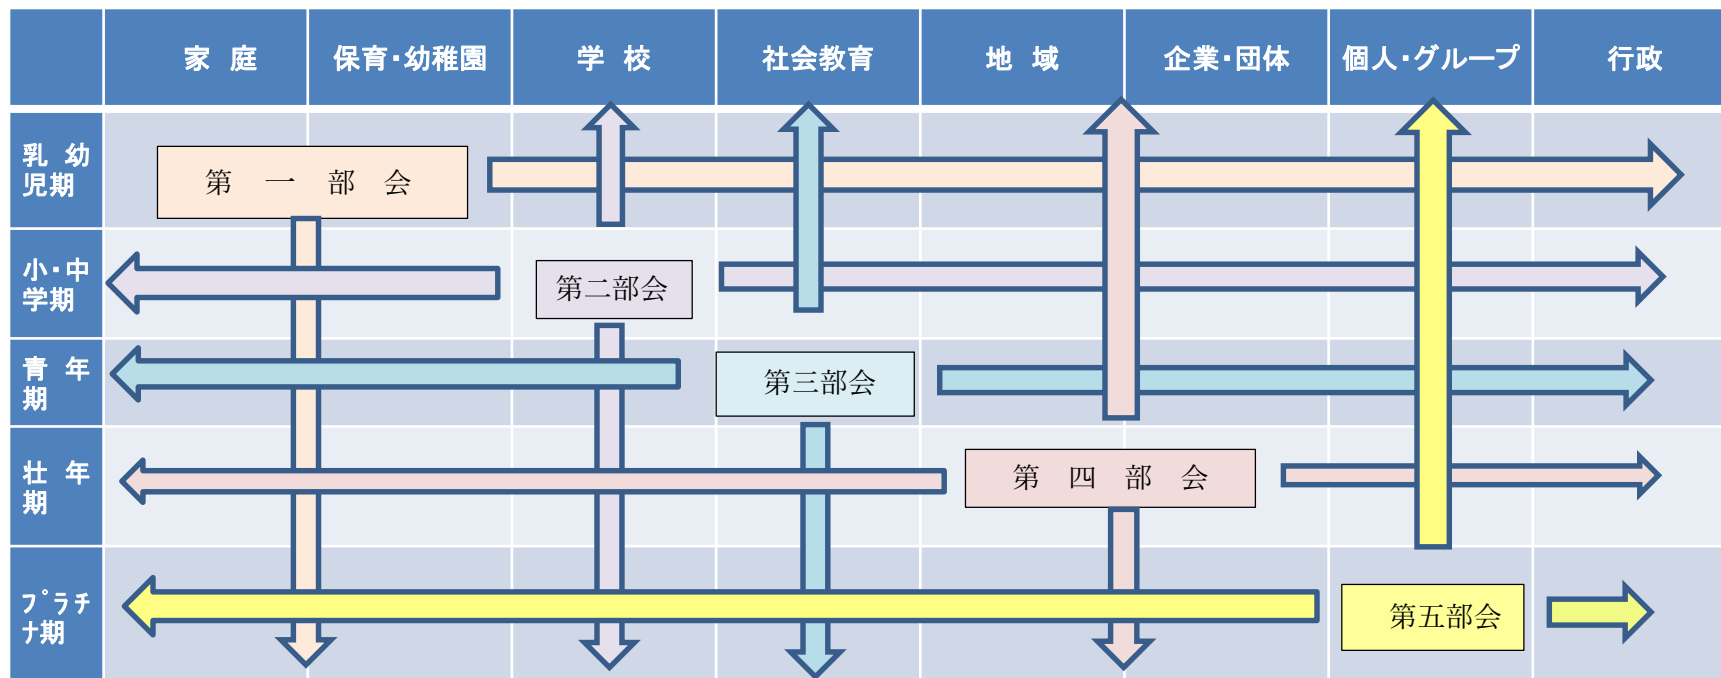 家 庭 保育・幼稚園 学 校 社会教育 地 域 企業・団体 個人・グループ 行政
乳 幼
児期
第 一 部 会
小・中
学期
第二部会
青 年
期
第三部会
壮 年
期
第 四 部 会
プラチ
ナ期
第五部会